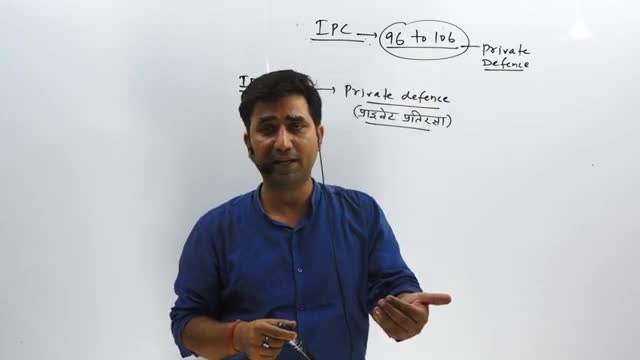 IPC → 96 to 106
Private Defence
→ Private defence
(प्राइवेट प्रतिरक्षा)